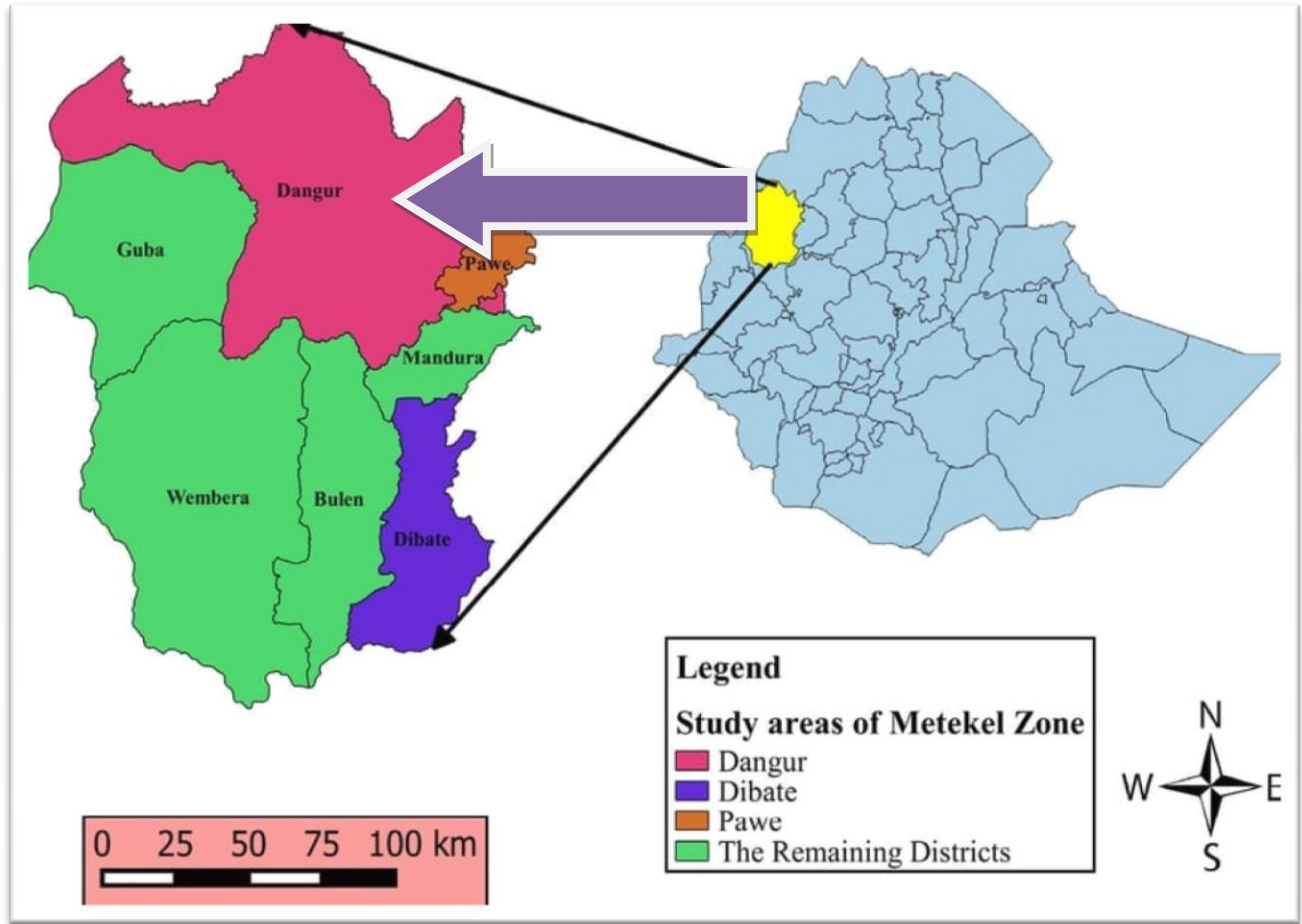 Dangur
Guba
Pawe
Mandura
Wembera
Bulen
Dibate
Legend
Study areas of Metekel Zone
Dangur
Dibate
Pawe
The Remaining Districts
N
W E
S
0 25 50 75 100 km